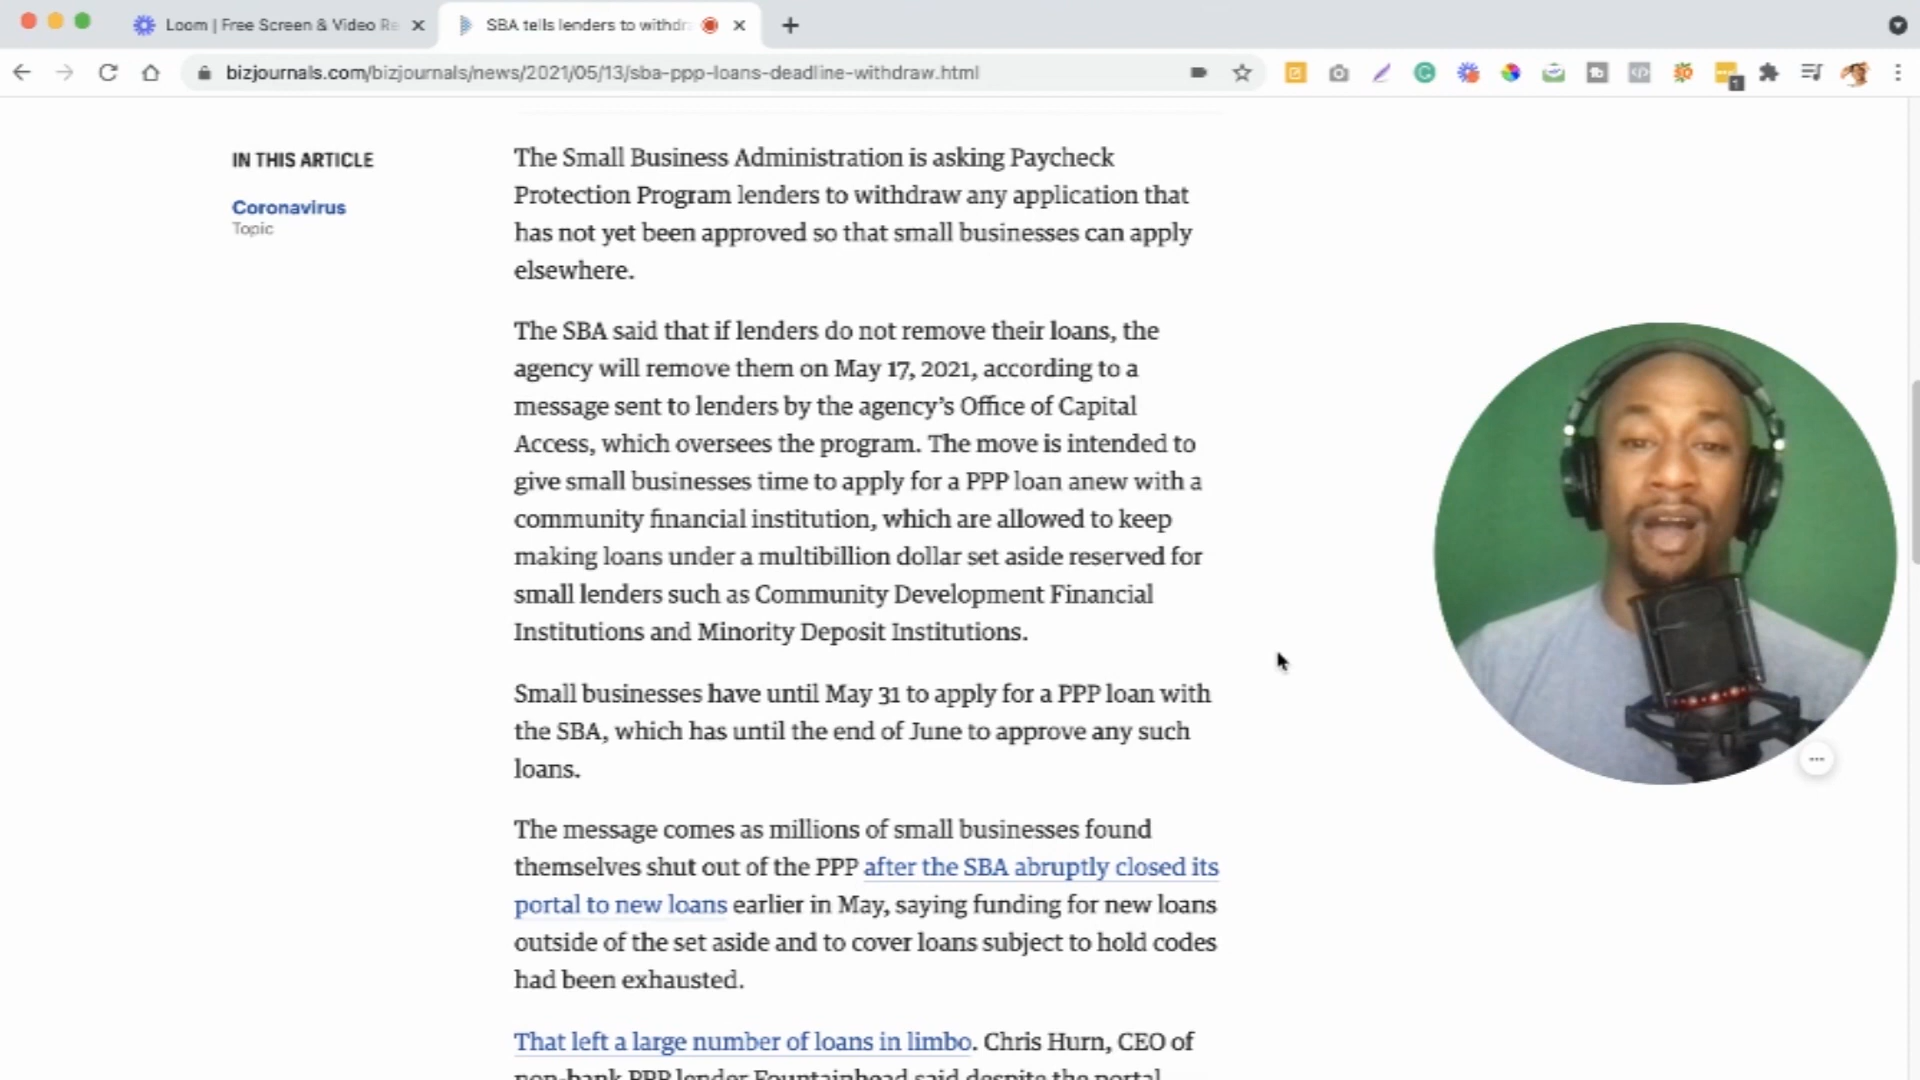 Loom | Free Screen & Video Re
SBA tells lenders to withdr
bizjournals.com/bizjournals/news/2021/05/13/sba-ppp-loans-deadline-withdraw.html
1
IN THIS ARTICLE
Coronavirus
Topic
The Small Business Administration is asking Paycheck
Protection Program lenders to withdraw any application that
has not yet been approved so that small businesses can apply
elsewhere.
The SBA said that if lenders do not remove their loans, the
agency will remove them on May 17, 2021, according to a
message sent to lenders by the agency’s Office of Capital
Access, which oversees the program. The move is intended to
give small businesses time to apply for a PPP loan anew with a
community financial institution, which are allowed to keep
making loans under a multibillion dollar set aside reserved for
small lenders such as Community Development Financial
Institutions and Minority Deposit Institutions.
Small businesses have until May 31 to apply for a PPP loan with
the SBA, which has until the end of June to approve any such
loans.
The message comes as millions of small businesses found
themselves shut out of the PPP after the SBA abruptly closed its
portal to new loans earlier in May, saying funding for new loans
outside of the set aside and to cover loans subject to hold codes
had been exhausted.
That left a large number of loans in limbo. Chris Hurn, CEO of
non-bank PPP lender Fountainhead said despite the portal